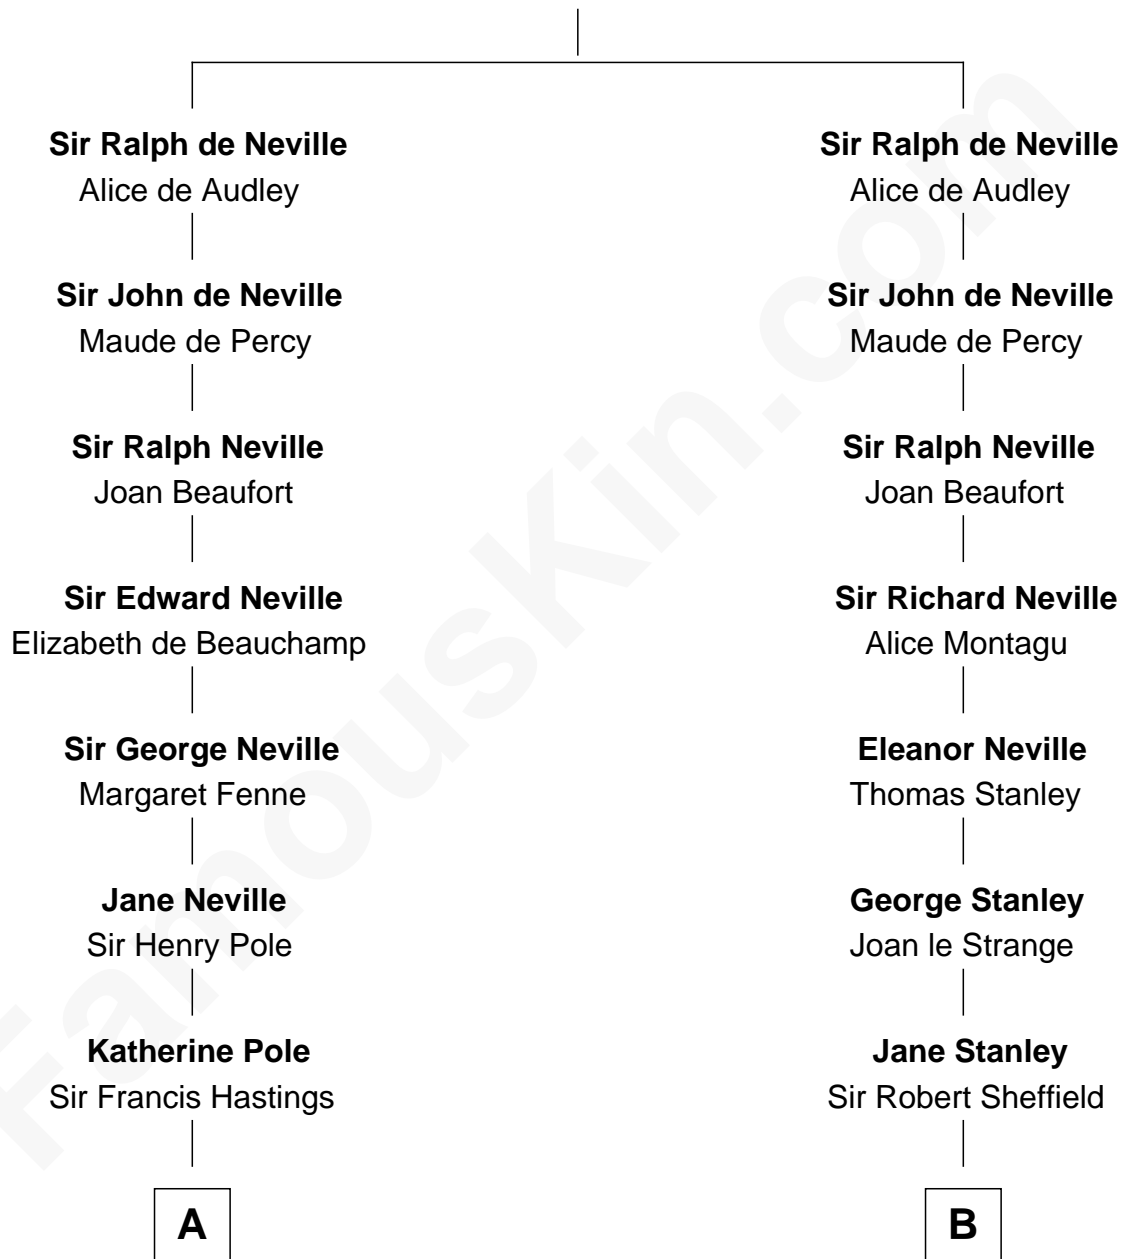 Sir Ralph de Neville
Alice de Audley
Sir John de Neville
Maude de Percy
Sir Ralph Neville
Joan Beaufort
Sir Edward Neville
Elizabeth de Beauchamp
Sir George Neville
Margaret Fenne
Jane Neville
Sir Henry Pole
Katherine Pole
Sir Francis Hastings
A
Sir Ralph de Neville
Alice de Audley
Sir John de Neville
Maude de Percy
Sir Ralph Neville
Joan Beaufort
Sir Richard Neville
Alice Montagu
Eleanor Neville
Thomas Stanley
George Stanley
Joan le Strange
Jane Stanley
Sir Robert Sheffield
B
FamousKin.com